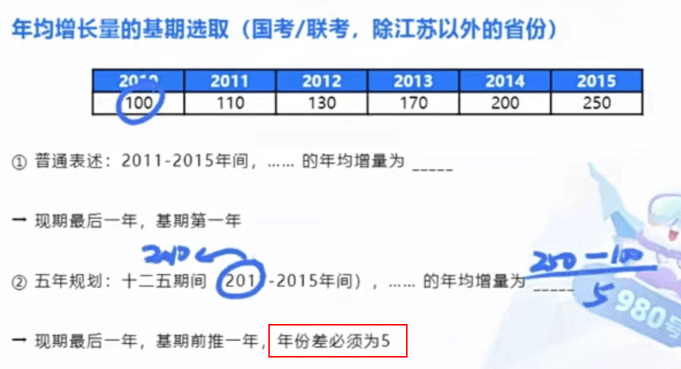 年均增长量的基期选取（国考/联考，除江苏以外的省份）
2010 2011 2012 2013 2014 2015
100 110 130 170 200 250
① 普通表述：2011-2015年间，…… 的年均增量为 _____
→ 现期最后一年，基期第一年
2010
② 五年规划：十二五期间（2011-2015年间），…… 的年均增量为 _____ 250-100
5
→ 现期最后一年，基期前推一年，年份差必须为5
980号